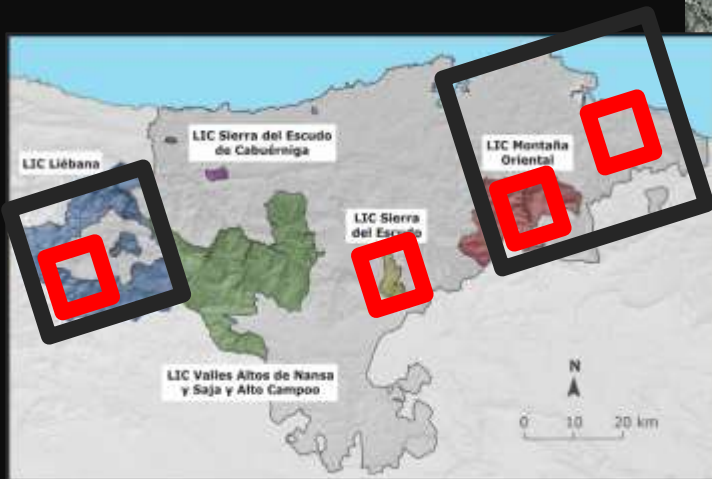 LIC Sierra del Escudo
de Cabuérniga
LIC Liébana
LIC Montaña
Oriental
LIC Sierra
del Escudo
LIC Valles Altos de Nansa
y Saja y Alto Campoo
N
0 10 20 km